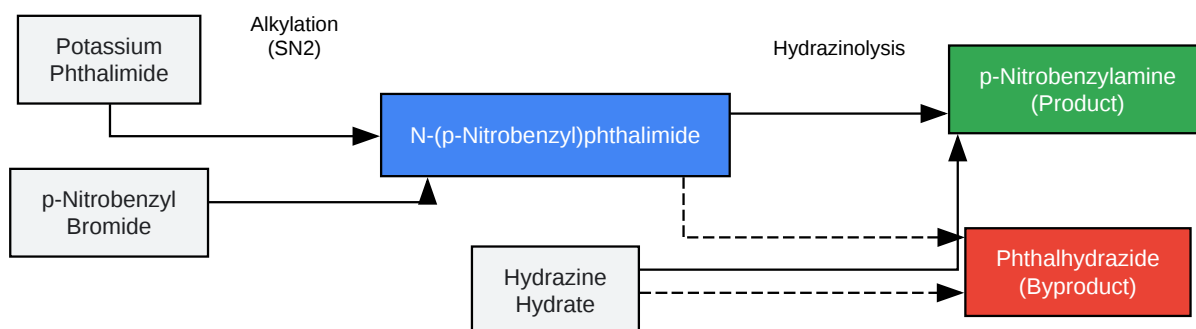 Potassium
Phthalimide
Alkylation
(SN2)
Hydrazinolysis
p-Nitrobenzylamine
(Product)
N-(p-Nitrobenzyl)phthalimide
p-Nitrobenzyl
Bromide
Hydrazine
Hydrate
Phthalhydrazide
(Byproduct)